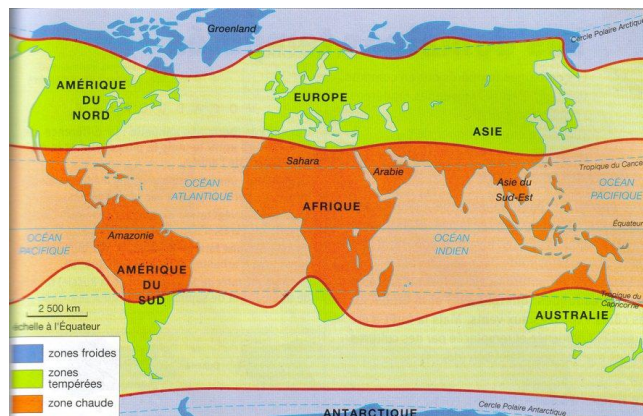 Groenland
Cercle Polaire Arctique
AMÉRIQUE
DU
NORD
EUROPE
ASIE
Sahara
Arabie
Tropique du Cancer
OCÉAN
ATLANTIQUE
AFRIQUE
Asie du
Sud-Est
OCÉAN
PACIFIQUE
Équateur
OCÉAN
PACIFIQUE
Amazonie
OCÉAN
INDIEN
AMÉRIQUE
DU
SUD
Tropique du
Capricorne
2 500 km
échelle à l'Équateur
AUSTRALIE
zones froides
zones
tempérées
zone chaude
Cercle Polaire Antarctique
ANTARCTIQUE